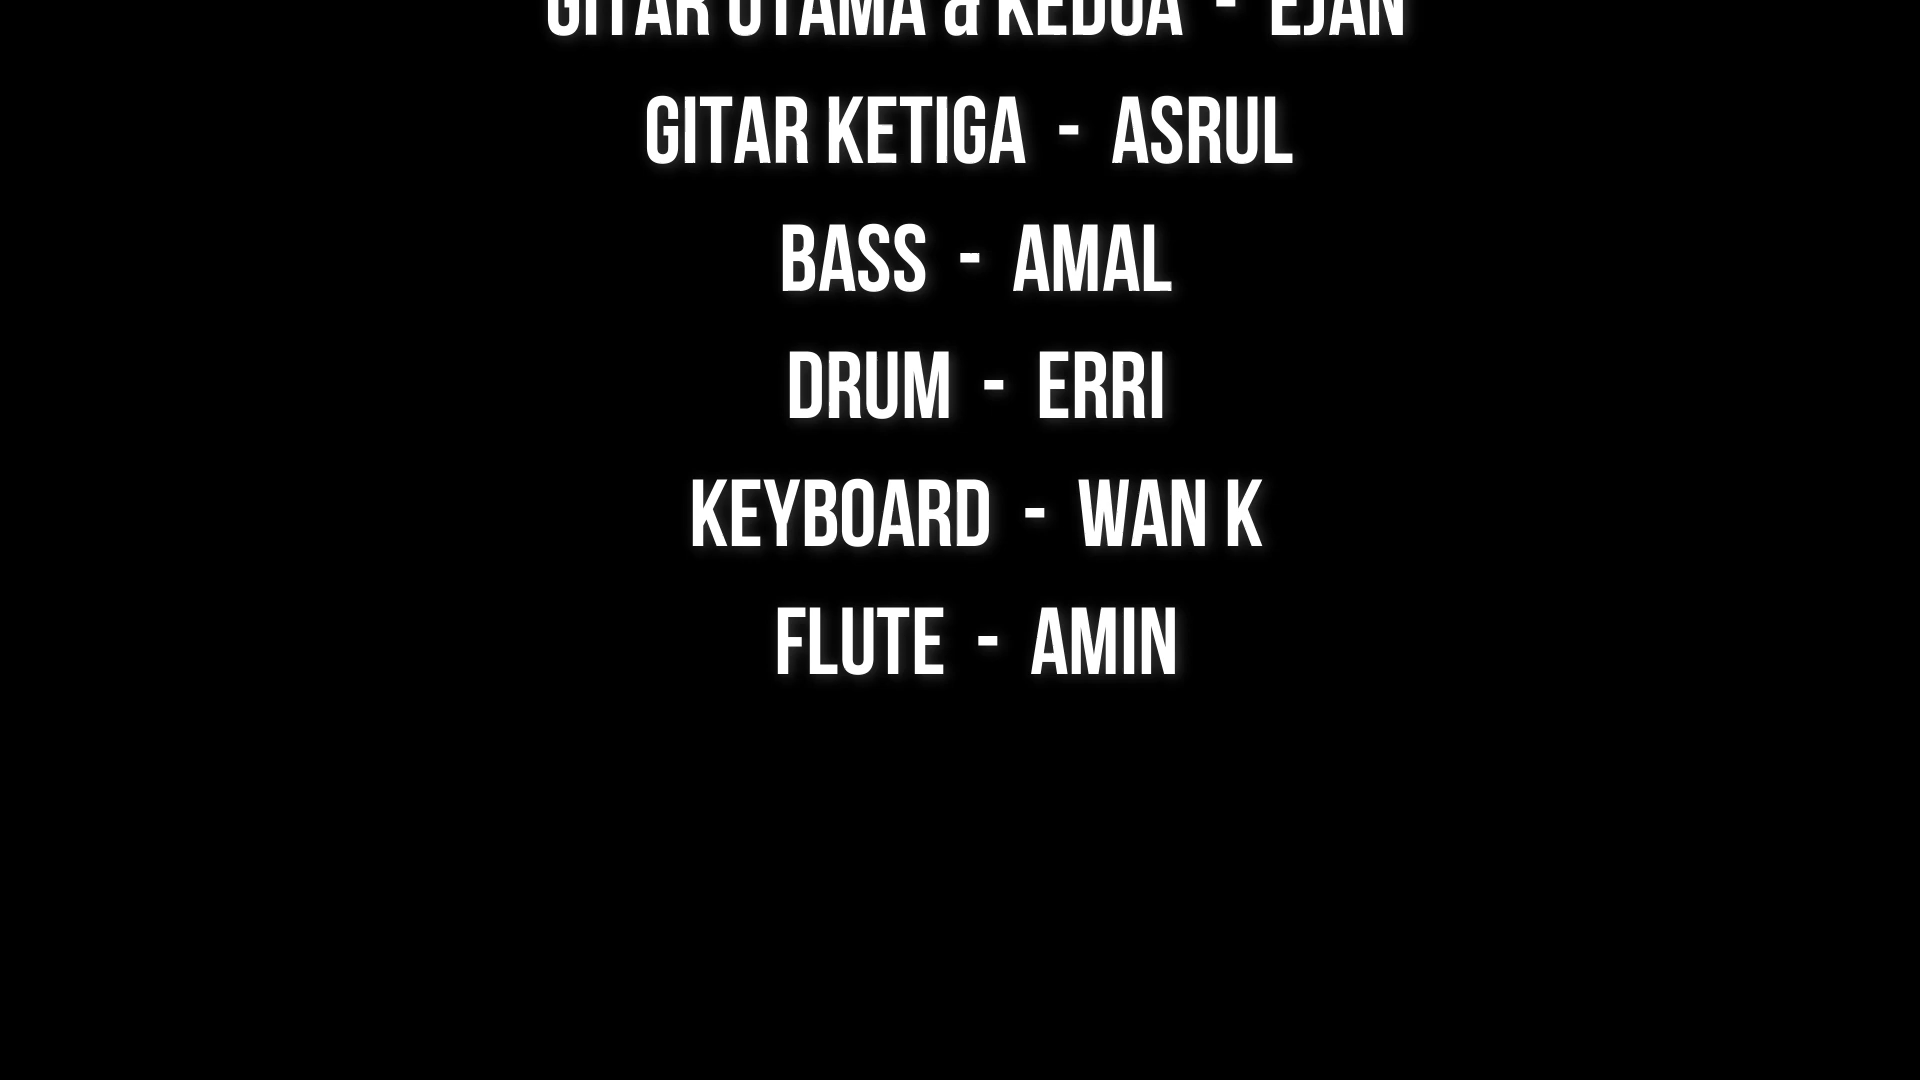 GITAR UTAMA & KEDUA - EJAN
GITAR KETIGA - ASRUL
BASS - AMAL
DRUM - ERRI
KEYBOARD - WAN K
FLUTE - AMIN